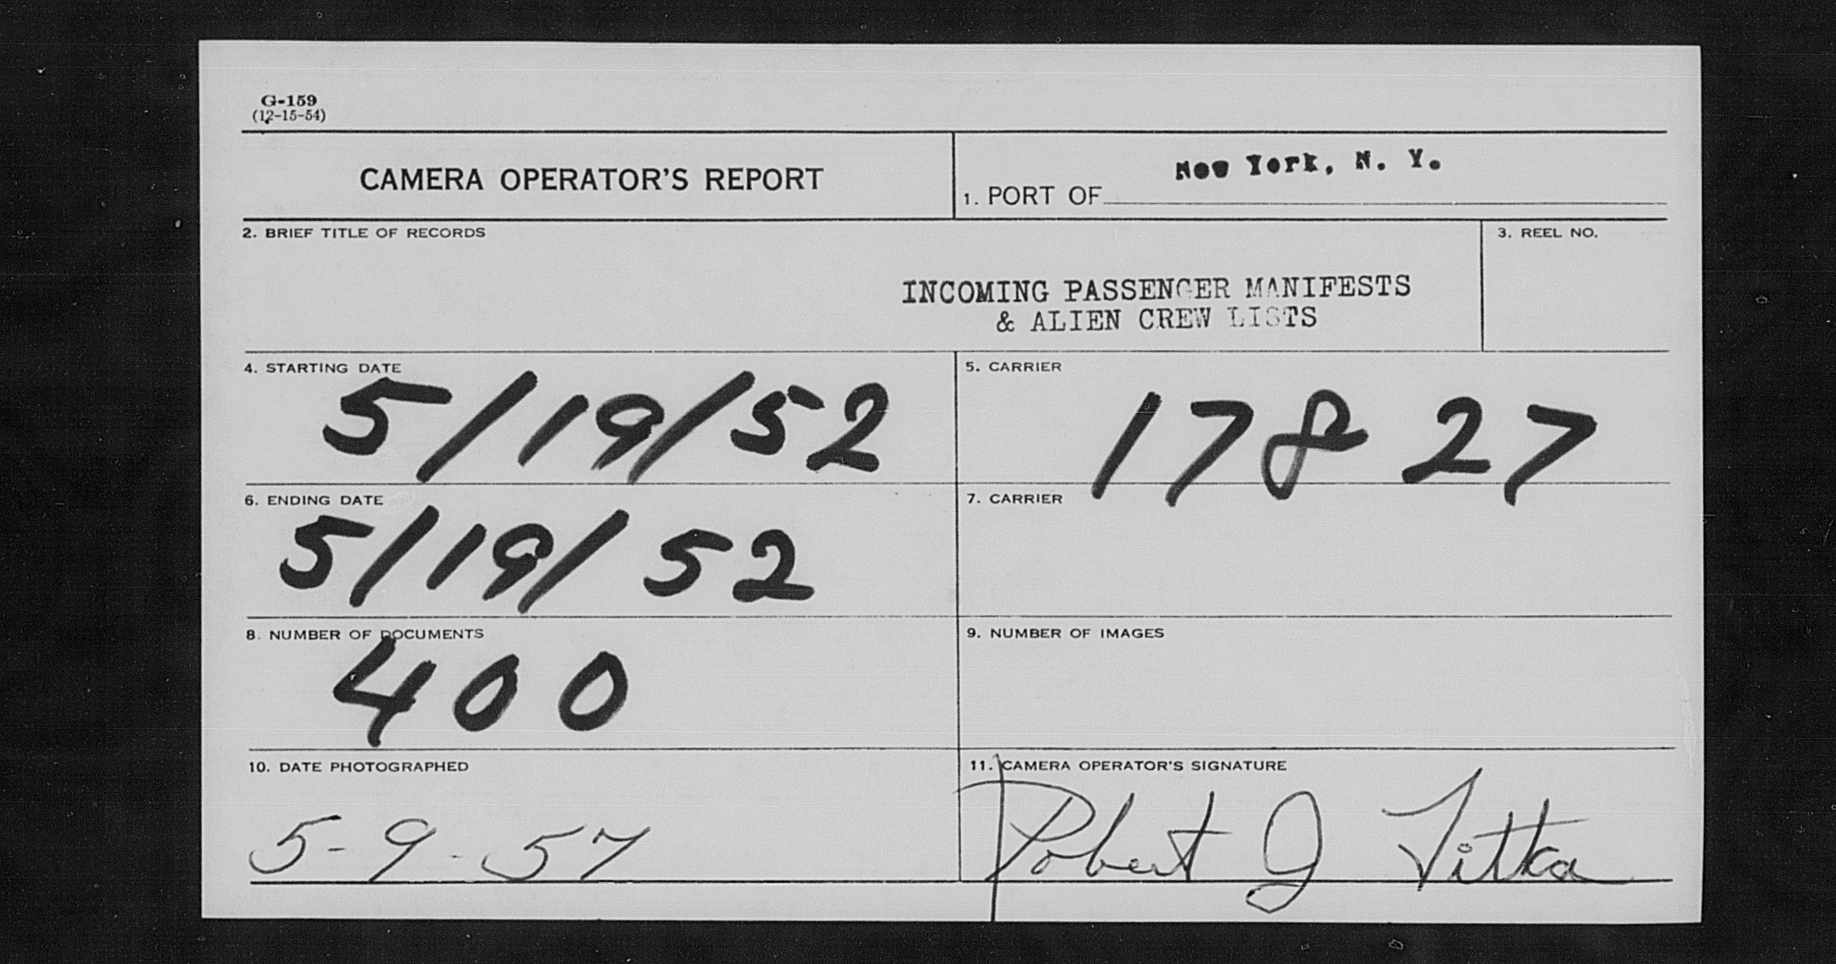 G-159
(12-15-54)
CAMERA OPERATOR'S REPORT
New York, N. Y.
1. PORT OF
2. BRIEF TITLE OF RECORDS
3. REEL NO.
INCOMING PASSENGER MANIFESTS
& ALIEN CREW LISTS
4. STARTING DATE
5/19/52
5. CARRIER
178 27
6. ENDING DATE
5/19/52
7. CARRIER
8. NUMBER OF DOCUMENTS
400
9. NUMBER OF IMAGES
10. DATE PHOTOGRAPHED
5-9-57
11. CAMERA OPERATOR'S SIGNATURE
Robert J